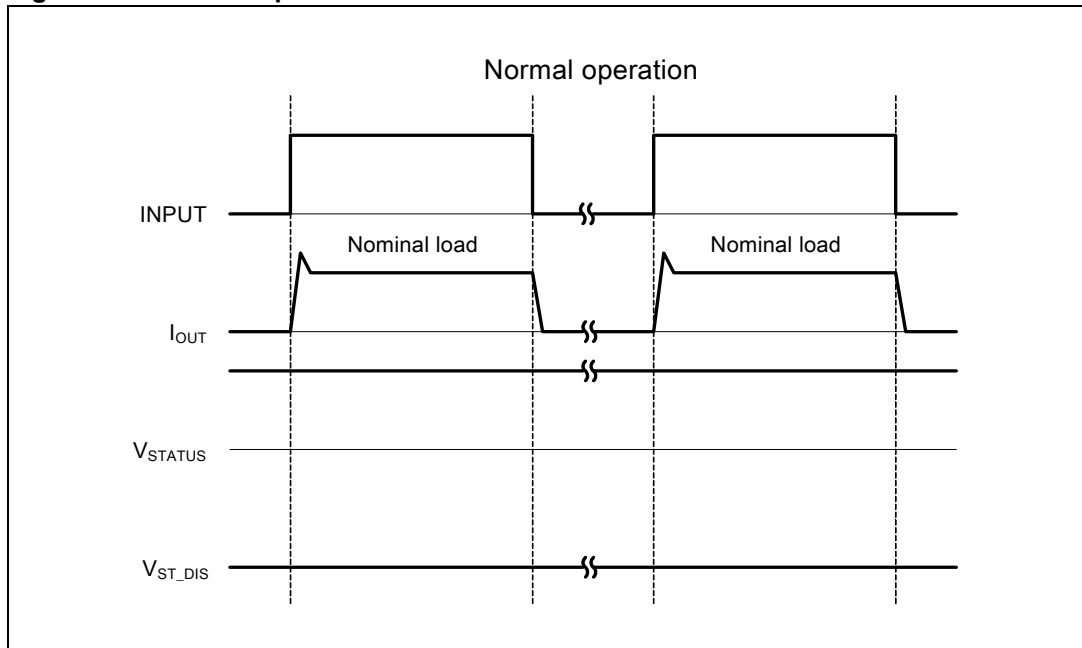 Normal operation
INPUT
Nominal load Nominal load
IOUT
VSTATUS
VST_DIS